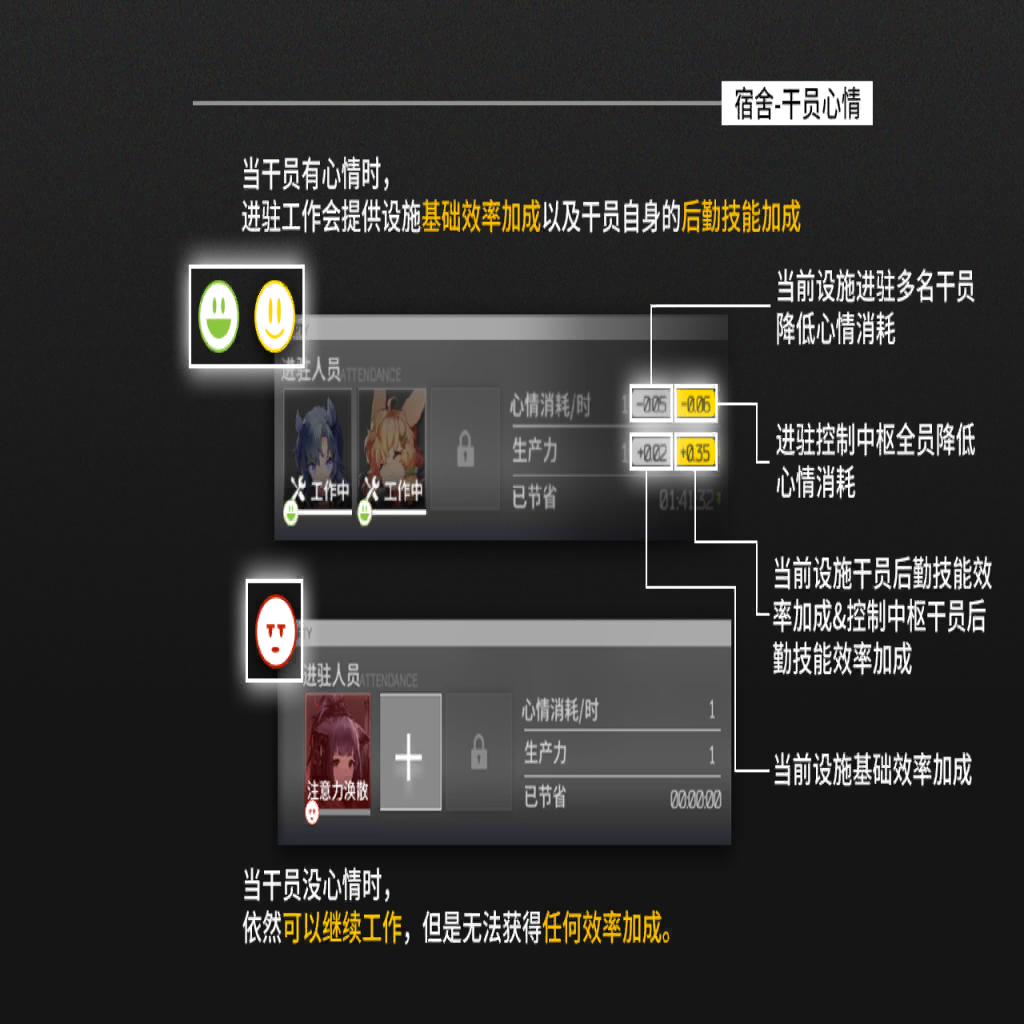 宿舍-干员心情
当干员有心情时，
进驻工作会提供设施基础效率加成以及干员自身的后勤技能加成
当前设施进驻多名干员
降低心情消耗
进驻人员
ATTENDANCE
心情消耗/时 1 -0.05 -0.06
生产力 1 +0.02 +0.35
已节省 01:41:32
工作中
工作中
进驻控制中枢全员降低
心情消耗
当前设施干员后勤技能效
率加成&控制中枢干员后
勤技能效率加成
当前设施基础效率加成
进驻人员
ATTENDANCE
心情消耗/时 1
生产力 1
已节省 00:00:00
注意力涣散
当干员没心情时，
依然可以继续工作，但是无法获得任何效率加成。